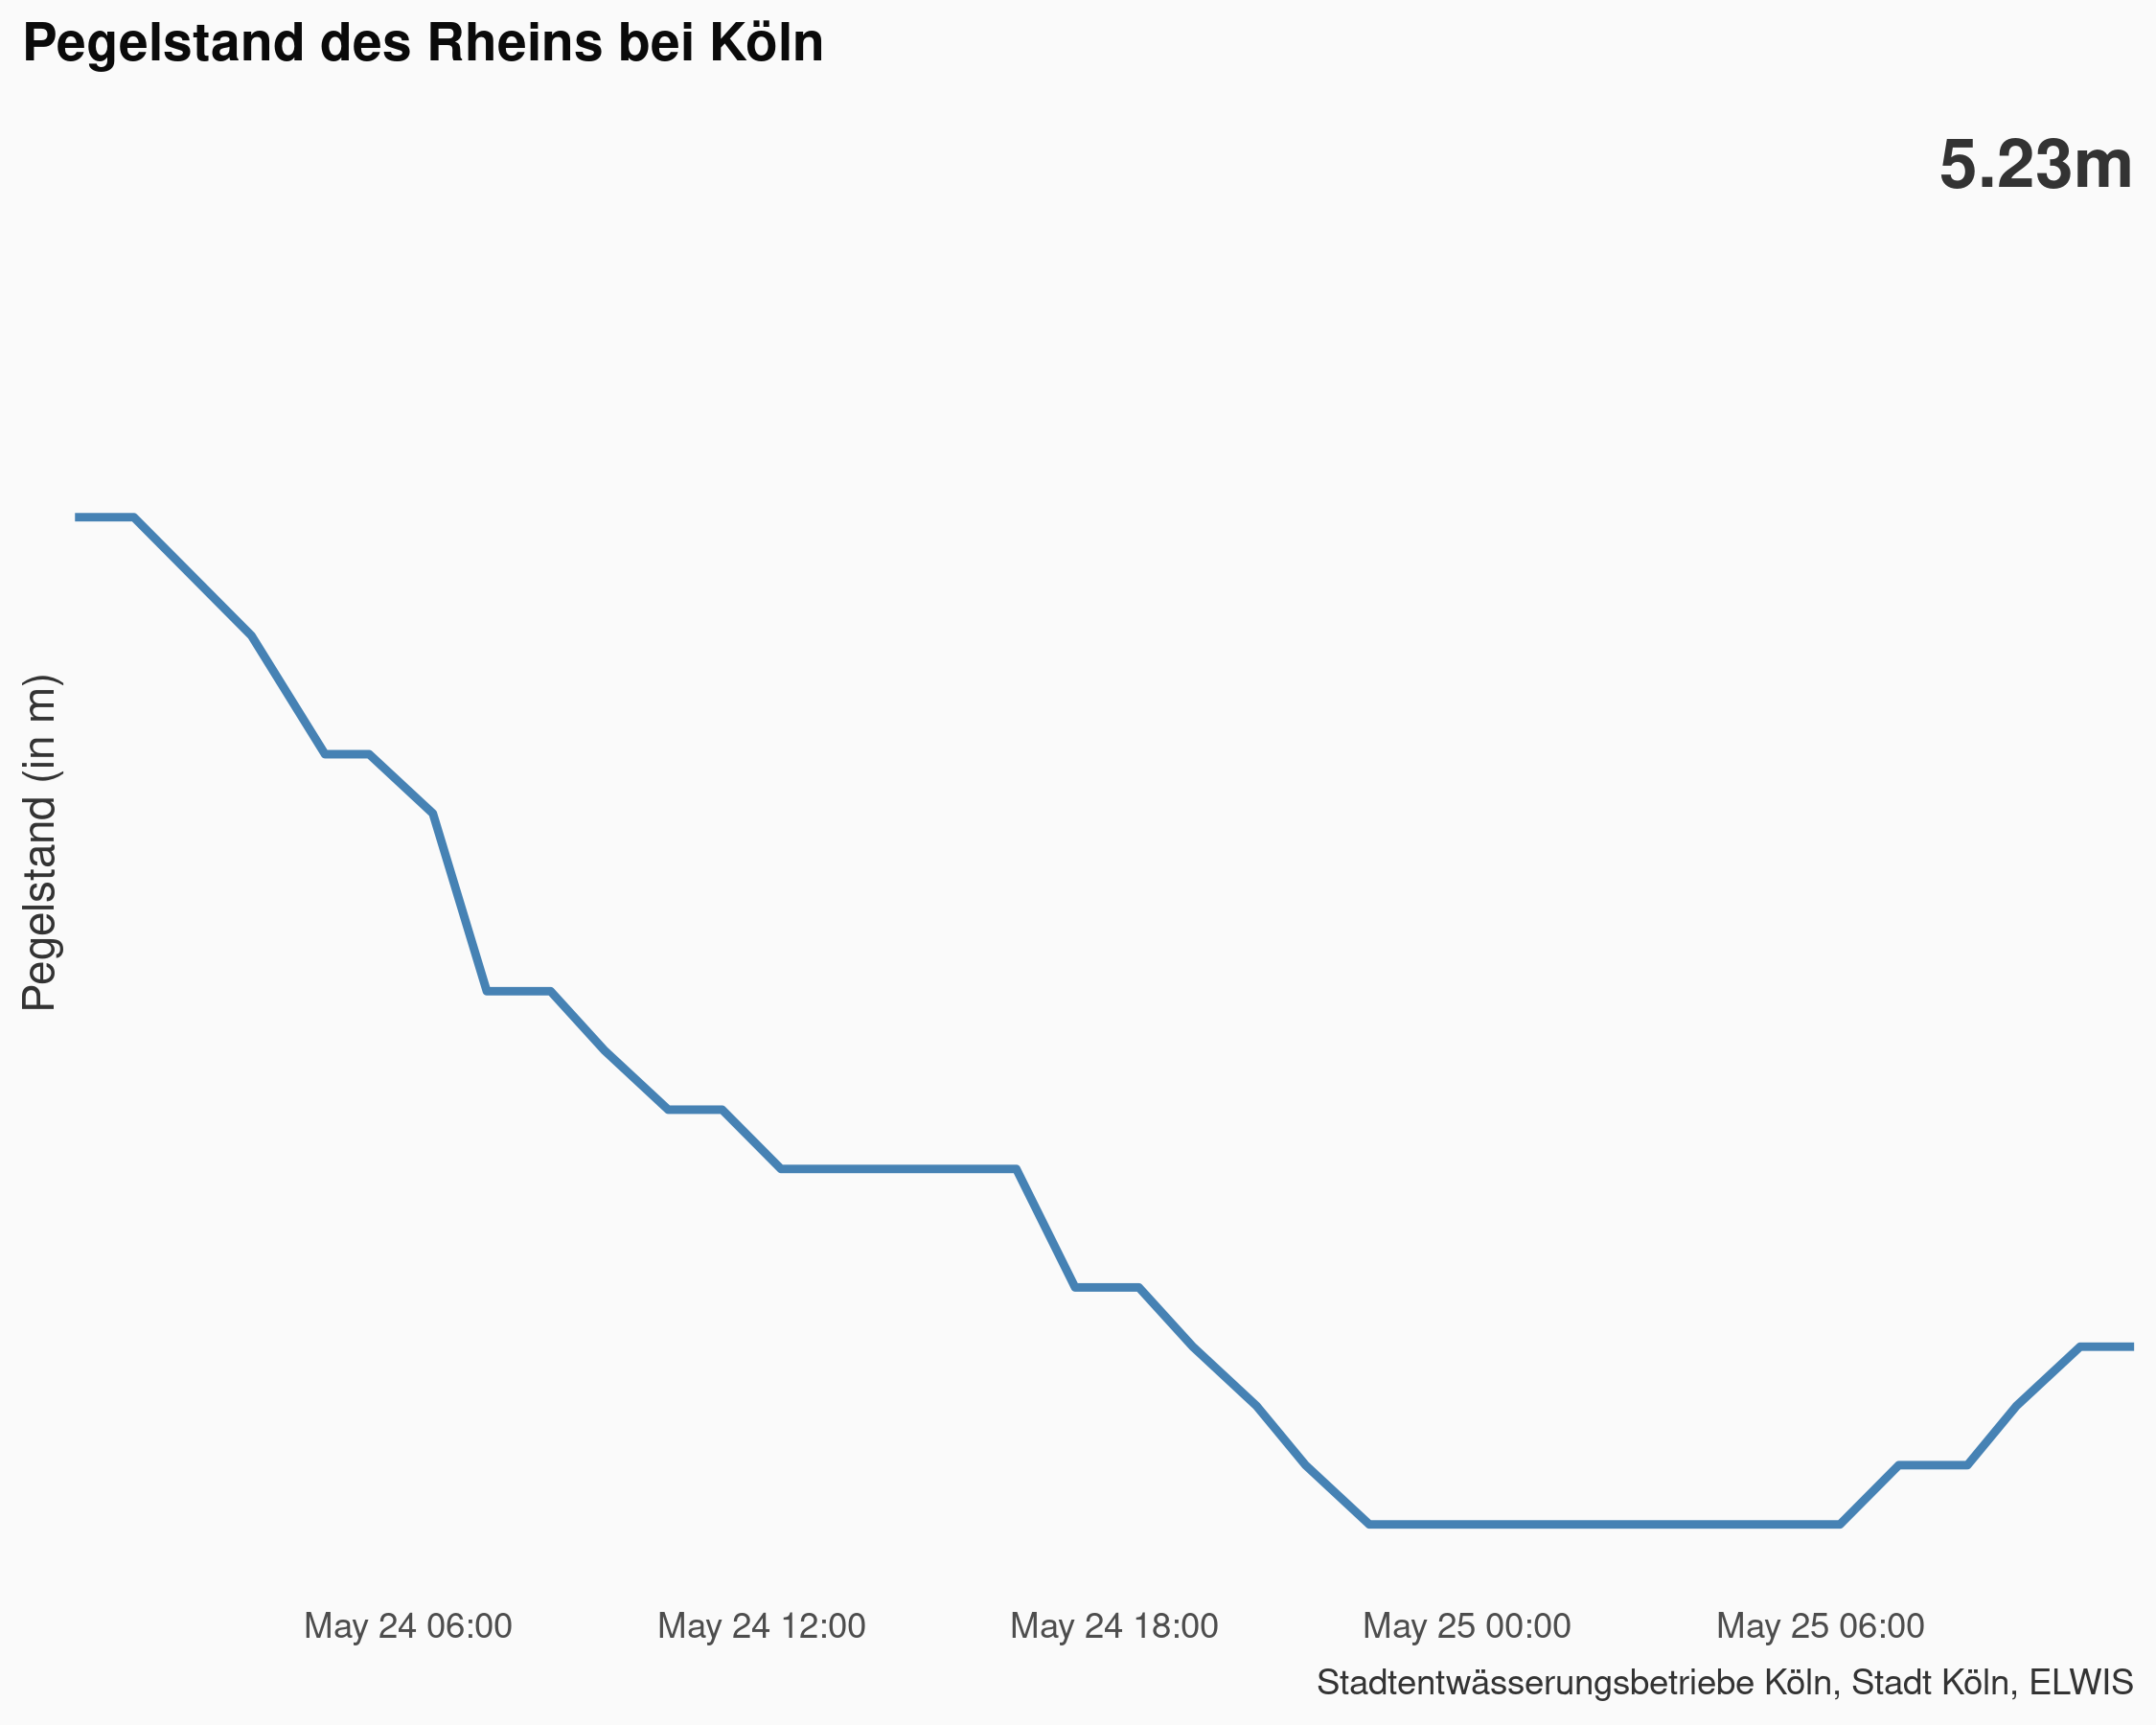 Pegelstand des Rheins bei Köln
5.23m
Pegelstand (in m)
May 24 06:00 May 24 12:00 May 24 18:00 May 25 00:00 May 25 06:00
Stadtentwässerungsbetriebe Köln, Stadt Köln, ELWIS